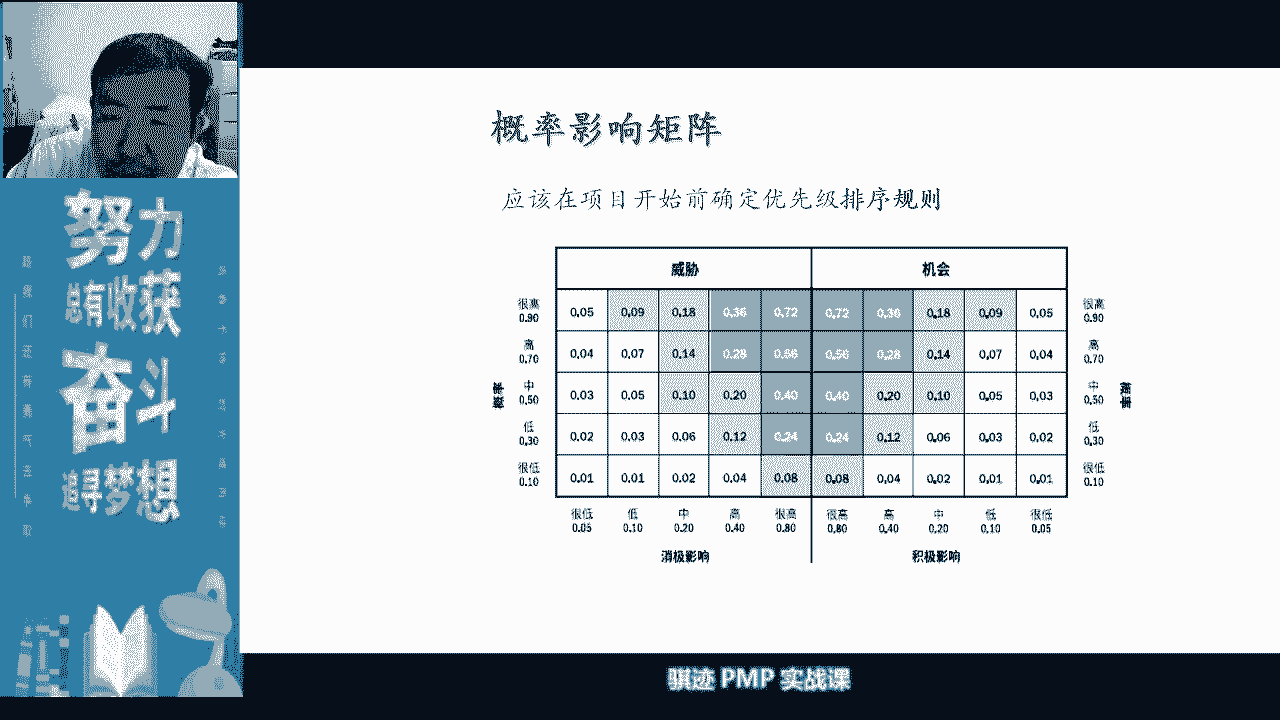 概率影响矩阵
应该在项目开始前确定优先级排序规则
威胁 机会
很高 0.90 0.05 0.09 0.18 0.36 0.72 0.72 0.36 0.18 0.09 0.05 很高 0.90
高 0.70 0.04 0.07 0.14 0.28 0.56 0.56 0.28 0.14 0.07 0.04 高 0.70
概率 中 0.50 0.03 0.05 0.10 0.20 0.40 0.40 0.20 0.10 0.05 0.03 中 0.50 概率
低 0.30 0.02 0.03 0.06 0.12 0.24 0.24 0.12 0.06 0.03 0.02 低 0.30
很低 0.10 0.01 0.01 0.02 0.04 0.08 0.08 0.04 0.02 0.01 0.01 很低 0.10
很低 低 中 高 很高 很高 高 中 低 很低
0.05 0.10 0.20 0.40 0.80 0.80 0.40 0.20 0.10 0.05
消极影响 积极影响
努力
总有收获
奋斗
追寻梦想
骐迹 PMP 实战课